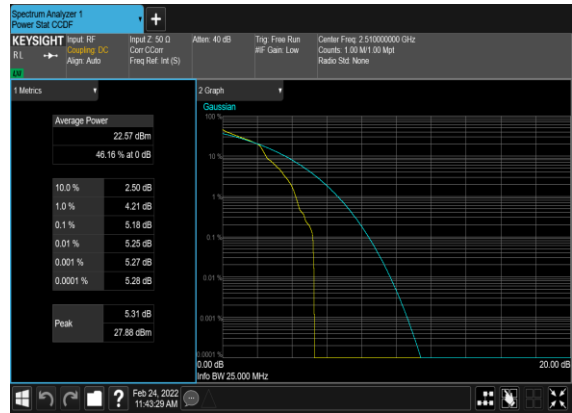 Spectrum Analyzer 1
Power Stat CCDF
KEYSIGHT
RL
LV
Input: RF
Coupling: DC
Align: Auto
Input Z: 50 Ω
Corr CCorr
Freq Ref: Int (S)
Atten: 40 dB
Trig: Free Run
#IF Gain: Low
Center Freq: 2.510000000 GHz
Counts: 1.00 M/1.00 Mpt
Radio Std: None
1 Metrics
Average Power
22.57 dBm
46.16 % at 0 dB
10.0 % 2.50 dB
1.0 % 4.21 dB
0.1 % 5.18 dB
0.01 % 5.25 dB
0.001 % 5.27 dB
0.0001 % 5.28 dB
Peak
5.31 dB
27.88 dBm
2 Graph
Gaussian
100 %
10 %
1 %
0.1 %
0.01 %
0.001 %
0.0001 %
0.00 dB
20.00 dB
Info BW 25.000 MHz
?
Feb 24, 2022
11:43:29 AM